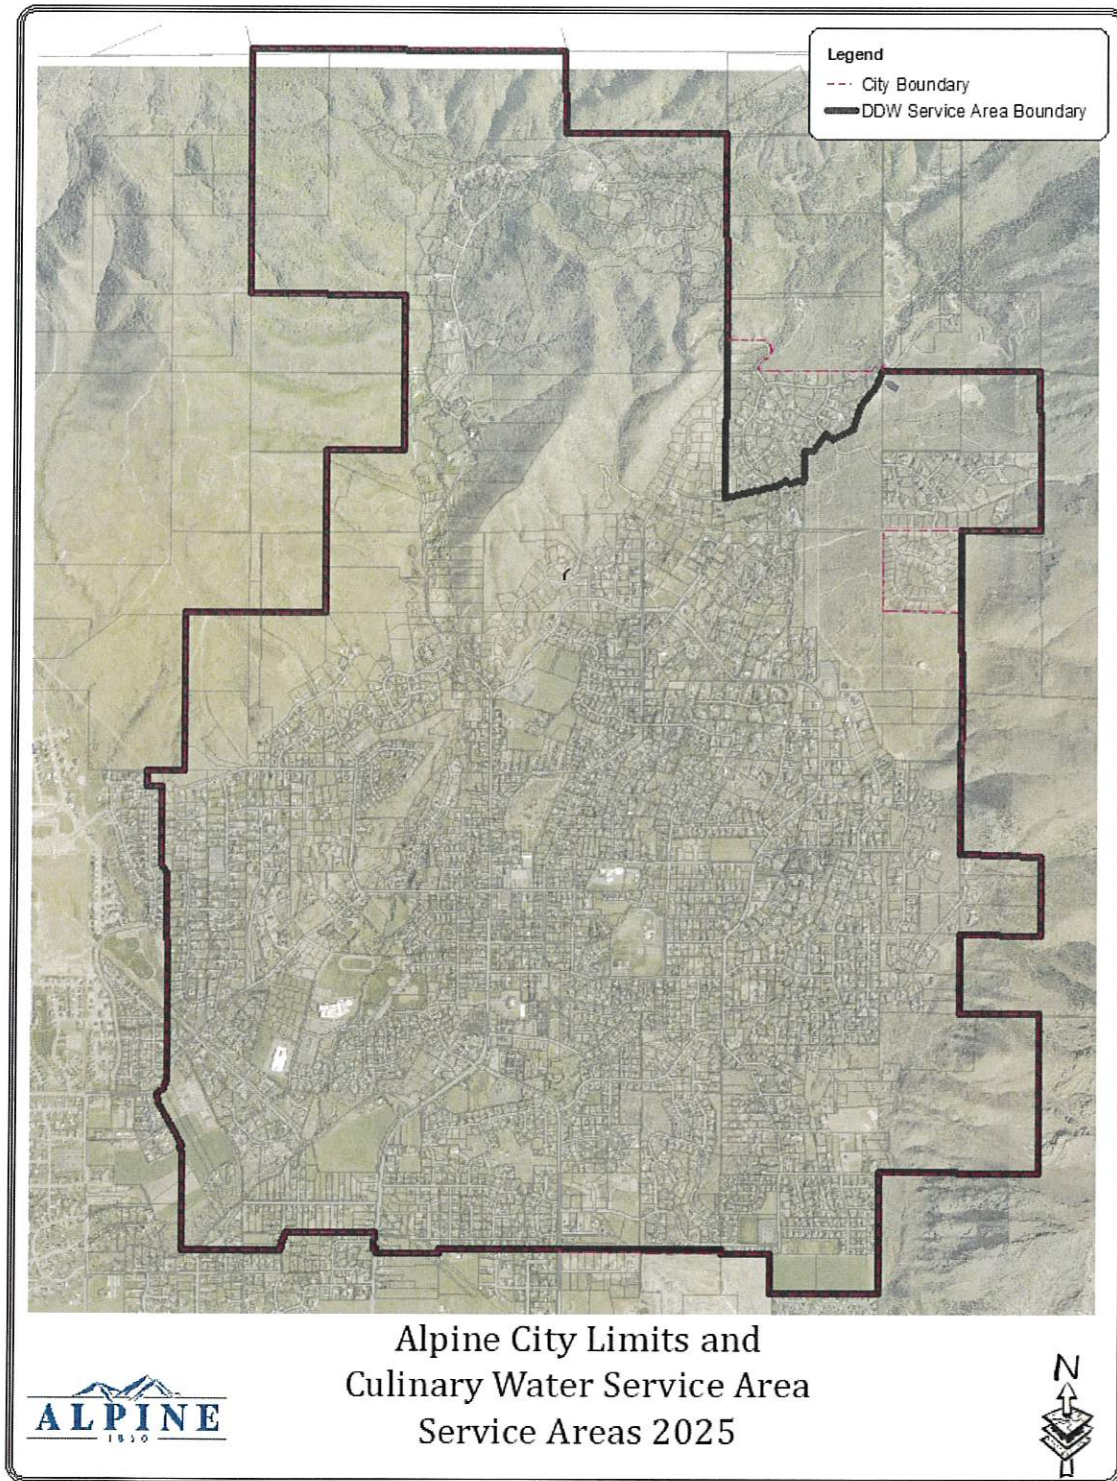 Legend
City Boundary
DDW Service Area Boundary
Alpine City Limits and
Culinary Water Service Area
Service Areas 2025
ALPINE
1850
N